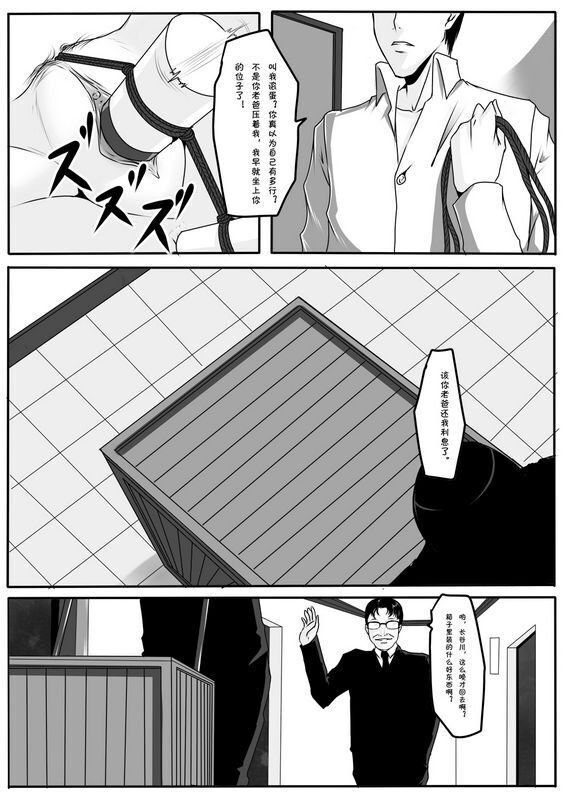 叫我滚蛋？你真以为自己有多行？
不是你老爸压着我，我早就坐上你
的位子了！
ズズズ
该你老爸还我利息了。
哟，长谷川，这么晚才回去啊？
箱子里装的什么好东西啊？